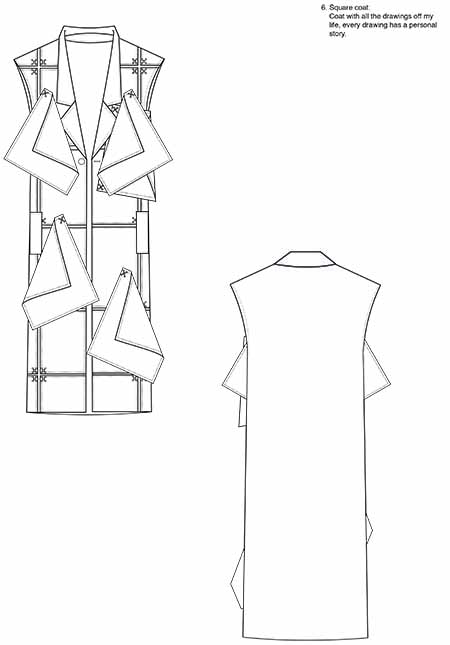 6. Square coat.
Coat with all the drawings off my
life, every drawing has a personal
story.